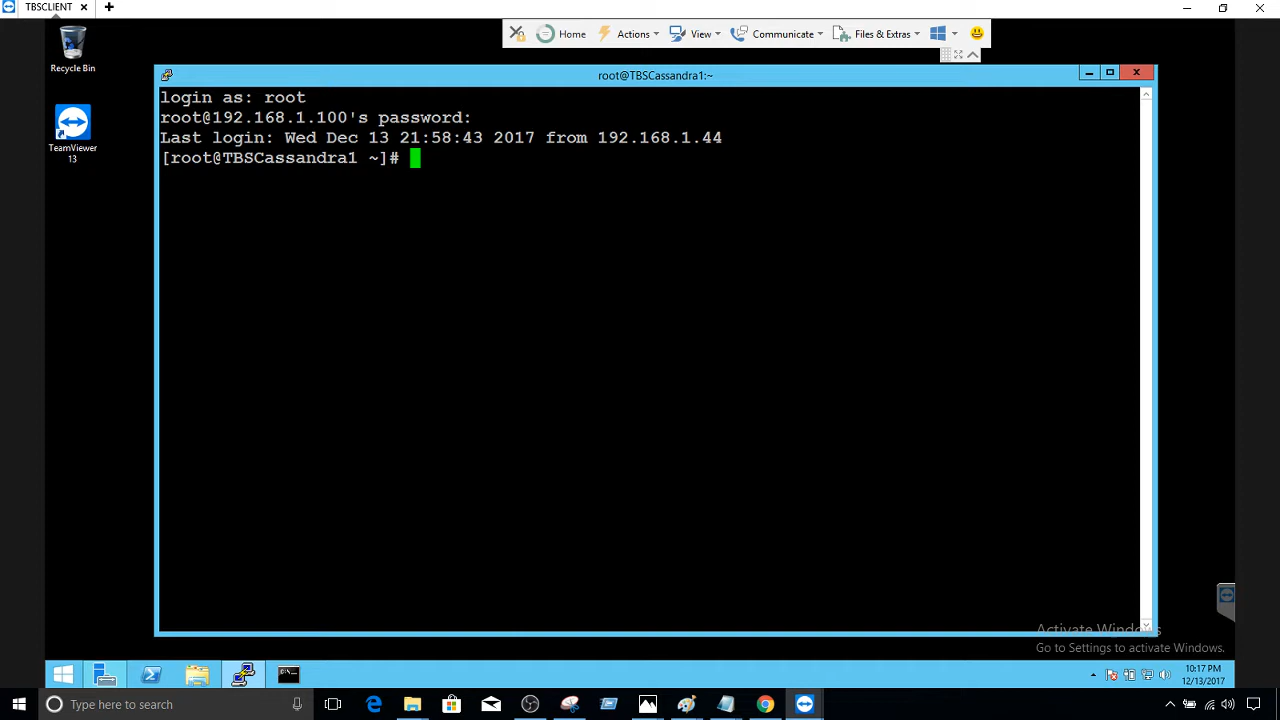 TBSCLIENT
Home
Actions
View
Communicate
Files & Extras
Recycle Bin
TeamViewer
13
root@TBSCassandra1:~
login as: root
root@192.168.1.100's password:
Last login: Wed Dec 13 21:58:43 2017 from 192.168.1.44
[root@TBSCassandra1 ~]#
Activate Windows
Go to Settings to activate Windows.
10:17 PM
12/13/2017
Type here to search